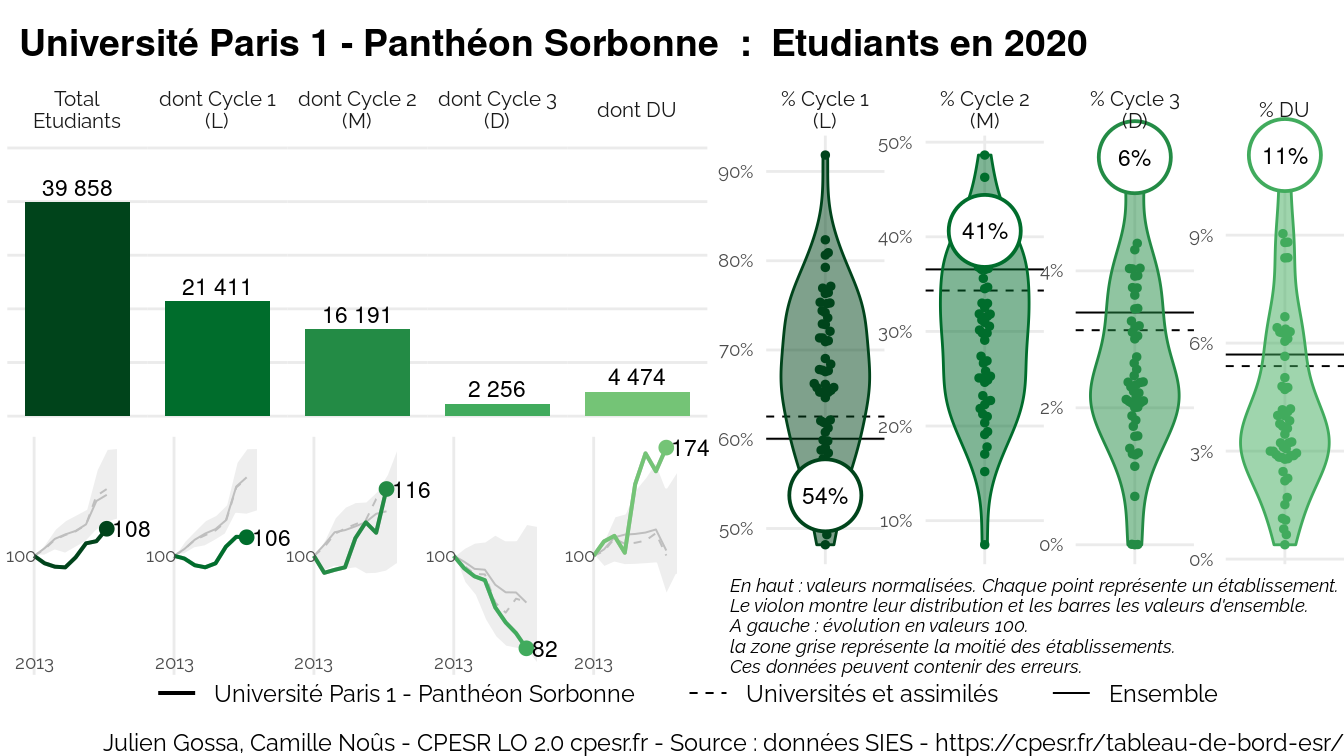 Université Paris 1 - Panthéon Sorbonne  :  Etudiants en 2020
Total
Etudiants
dont Cycle 1
(L)
dont Cycle 2
(M)
dont Cycle 3
(D)
dont DU
39 858
21 411
16 191
2 256
4 474
100
108
2013
100
106
2013
100
116
2013
100
82
2013
100
174
2013
% Cycle 1
(L)
90%
80%
70%
60%
50%
54%
% Cycle 2
(M)
50%
40%
30%
20%
10%
41%
% Cycle 3
(D)
4%
2%
0%
6%
% DU
9%
6%
3%
0%
11%
En haut : valeurs normalisées. Chaque point représente un établissement.
Le violon montre leur distribution et les barres les valeurs d'ensemble.
A gauche : évolution en valeurs 100.
la zone grise représente la moitié des établissements.
Ces données peuvent contenir des erreurs.
Université Paris 1 - Panthéon Sorbonne
Universités et assimilés
Ensemble
Julien Gossa, Camille Noûs - CPESR LO 2.0 cpesr.fr - Source : données SIES - https://cpesr.fr/tableau-de-bord-esr/